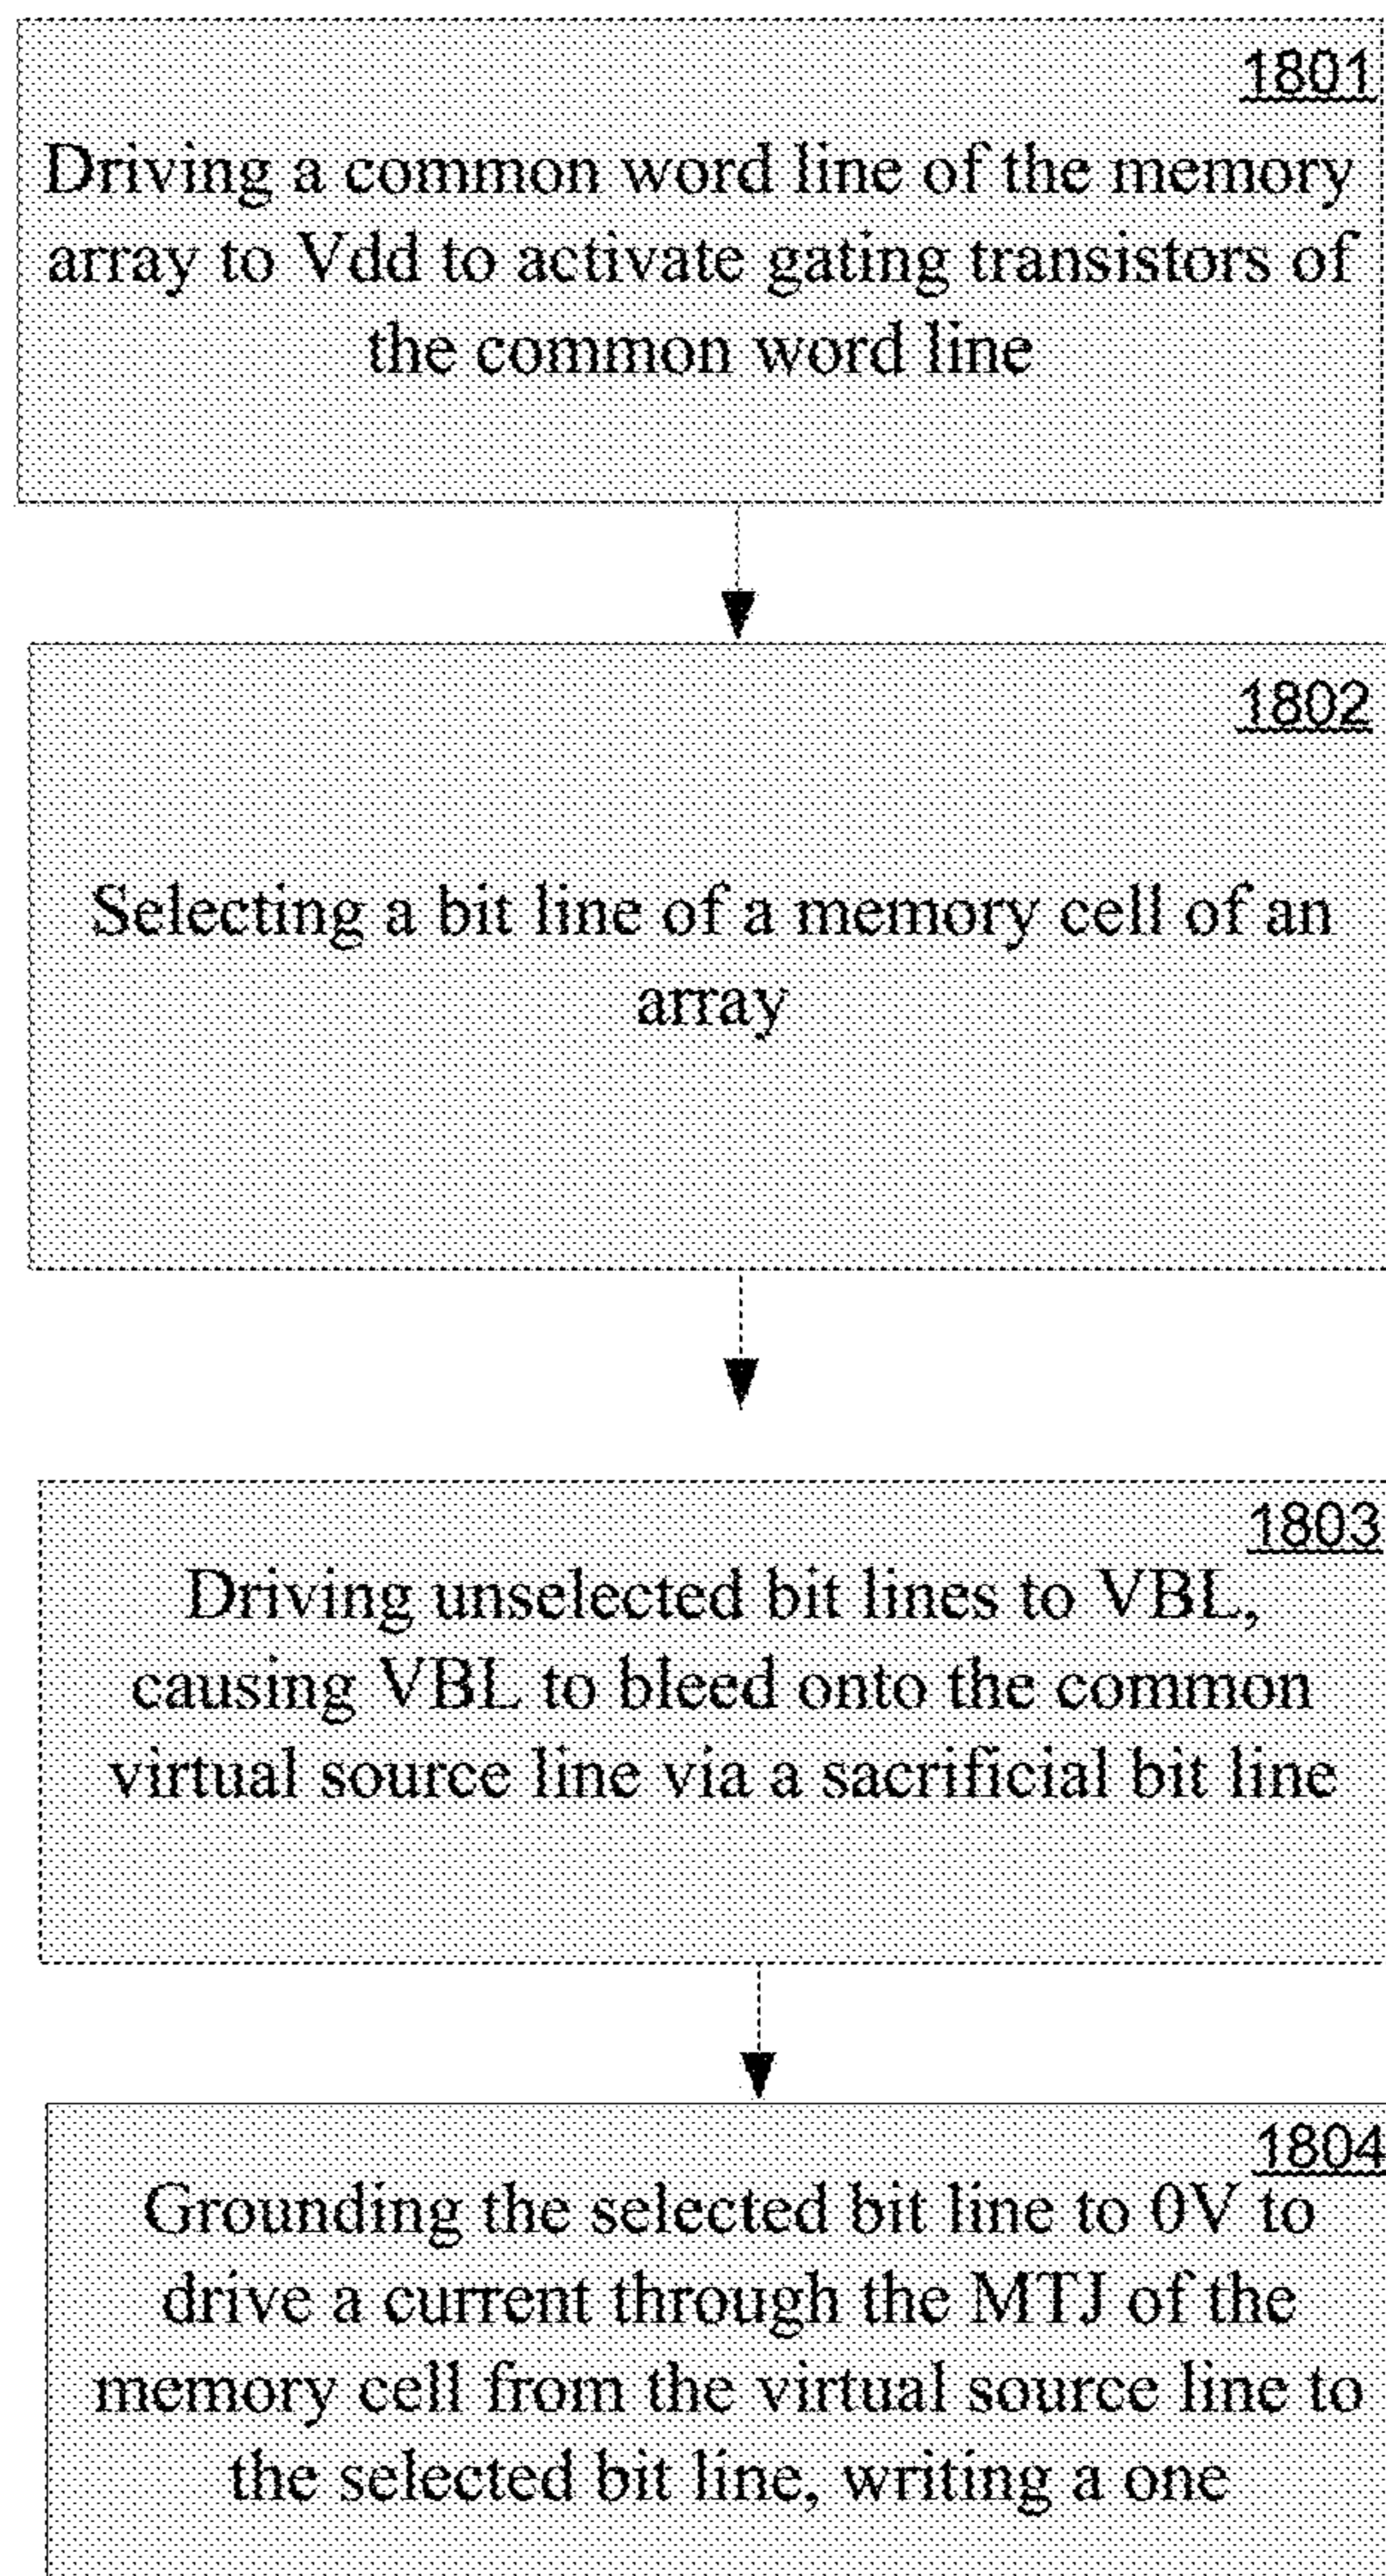 1801
Driving a common word line of the memory
array to Vdd to activate gating transistors of
the common word line
1802
Selecting a bit line of a memory cell of an
array
1803
Driving unselected bit lines to VBL,
causing VBL to bleed onto the common
virtual source line via a sacrificial bit line
1804
Grounding the selected bit line to 0V to
drive a current through the MTJ of the
memory cell from the virtual source line to
the selected bit line, writing a one